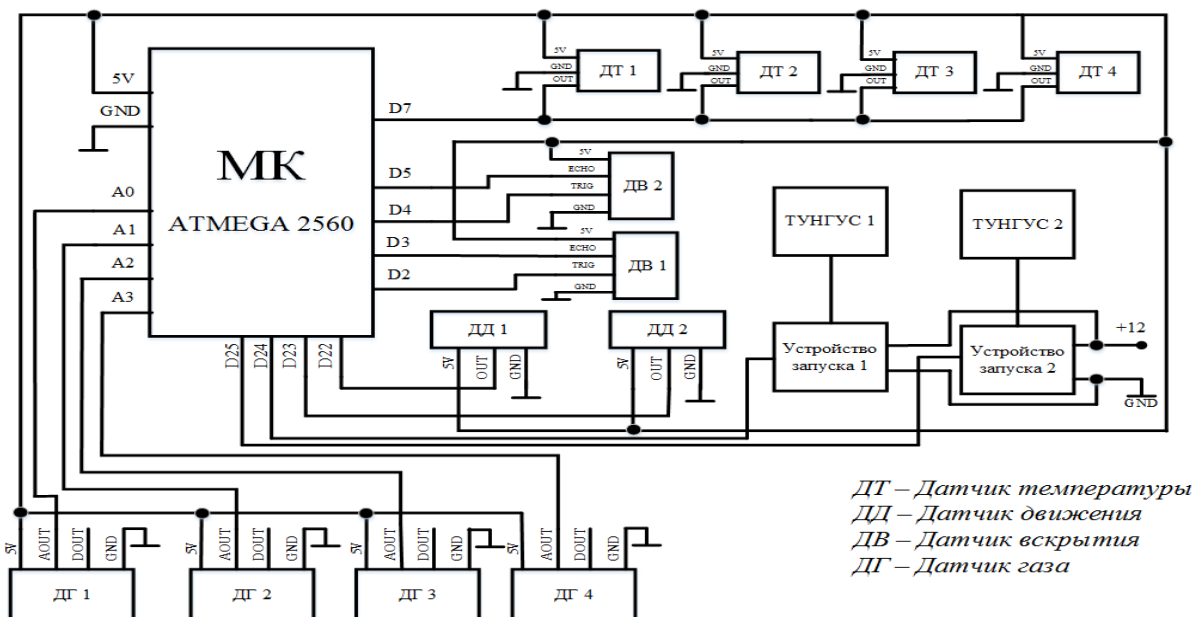 5V
GND
МК
ATMEGA 2560
A0
A1
A2
A3
D7
D5
D4
D3
D2
D25
D24
D23
D22
5V
GND
OUT
ДТ 1
5V
GND
OUT
ДТ 2
5V
GND
OUT
ДТ 3
5V
GND
OUT
ДТ 4
5V
ECHO
TRIG
GND
ДВ 2
5V
ECHO
TRIG
GND
ДВ 1
ДД 1
5V
OUT
GND
ДД 2
5V
OUT
GND
ТУНГУС 1
ТУНГУС 2
Устройство
запуска 1
Устройство
запуска 2
+12
GND
ДТ – Датчик температуры
ДД – Датчик движения
ДВ – Датчик вскрытия
ДГ – Датчик газа
5V
AOUT
DOUT
GND
ДГ 1
5V
AOUT
DOUT
GND
ДГ 2
5V
AOUT
DOUT
GND
ДГ 3
5V
AOUT
DOUT
GND
ДГ 4